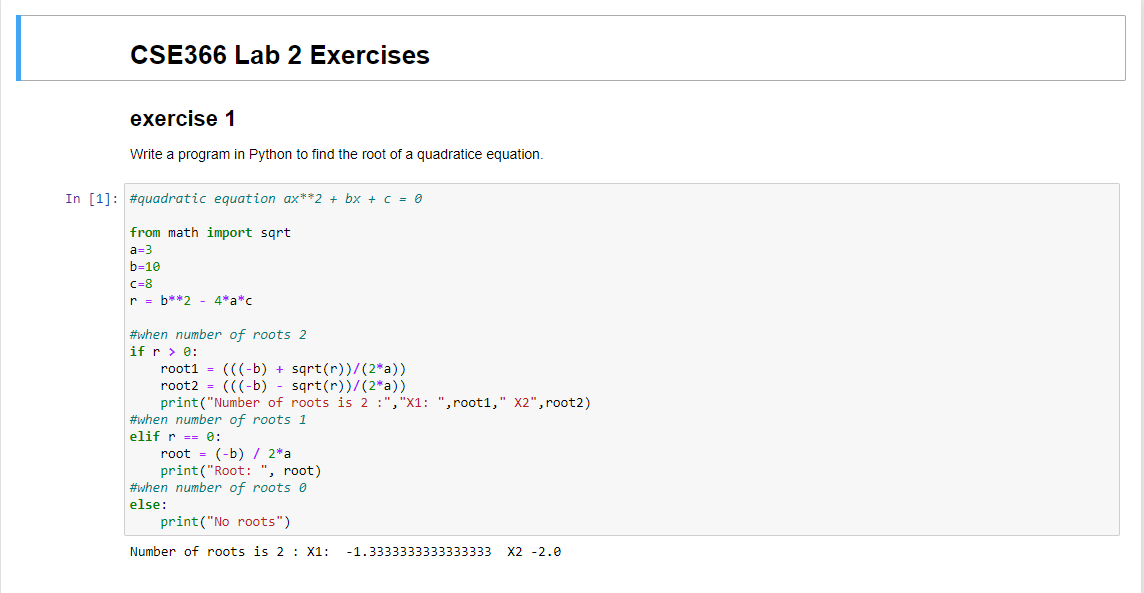 CSE366 Lab 2 Exercises
exercise 1
Write a program in Python to find the root of a quadratice equation.
In [1]: #quadratic equation ax**2 + bx + c = 0
from math import sqrt
a=3
b=10
c=8
r = b**2 - 4*a*c
#when number of roots 2
if r > 0:
    root1 = (((-b) + sqrt(r))/(2*a))
    root2 = (((-b) - sqrt(r))/(2*a))
    print("Number of roots is 2 :","X1: ",root1," X2",root2)
#when number of roots 1
elif r == 0:
    root = (-b) / 2*a
    print("Root: ", root)
#when number of roots 0
else:
    print("No roots")
Number of roots is 2 : X1:  -1.3333333333333333  X2 -2.0